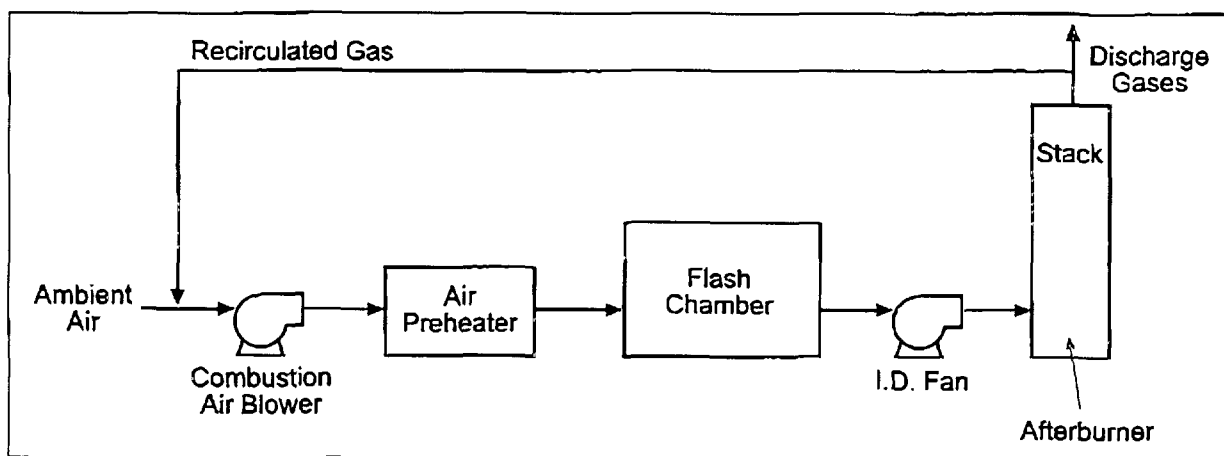 Recirculated Gas
Discharge
Gases
Stack
Ambient
Air
Combustion
Air Blower
Air
Preheater
Flash
Chamber
I.D. Fan
Afterburner